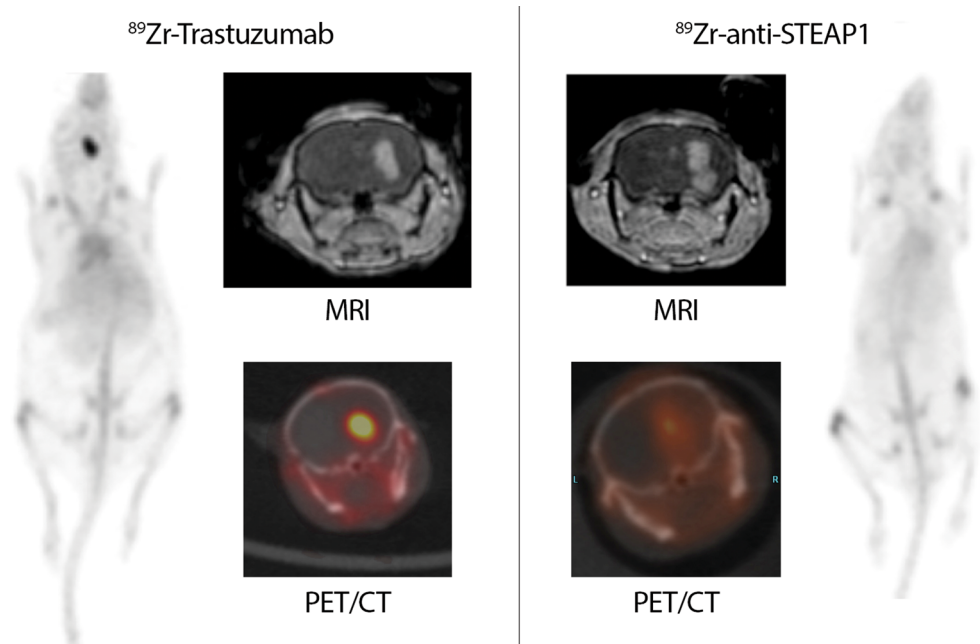 ⁸⁹Zr-Trastuzumab
⁸⁹Zr-anti-STEAP1
MRI
MRI
L
R
PET/CT
PET/CT